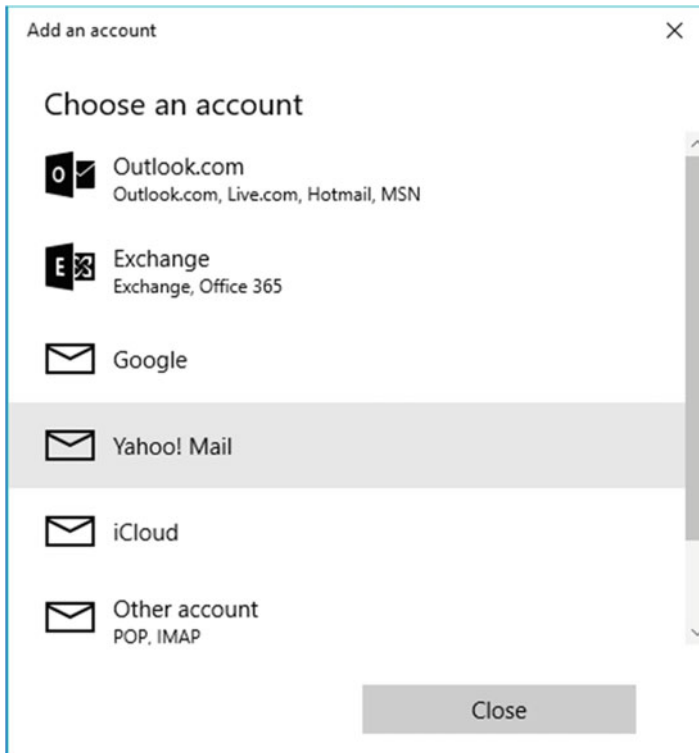 Add an account
Choose an account
Outlook.com
Outlook.com, Live.com, Hotmail, MSN
Exchange
Exchange, Office 365
Google
Yahoo! Mail
iCloud
Other account
POP, IMAP
Close